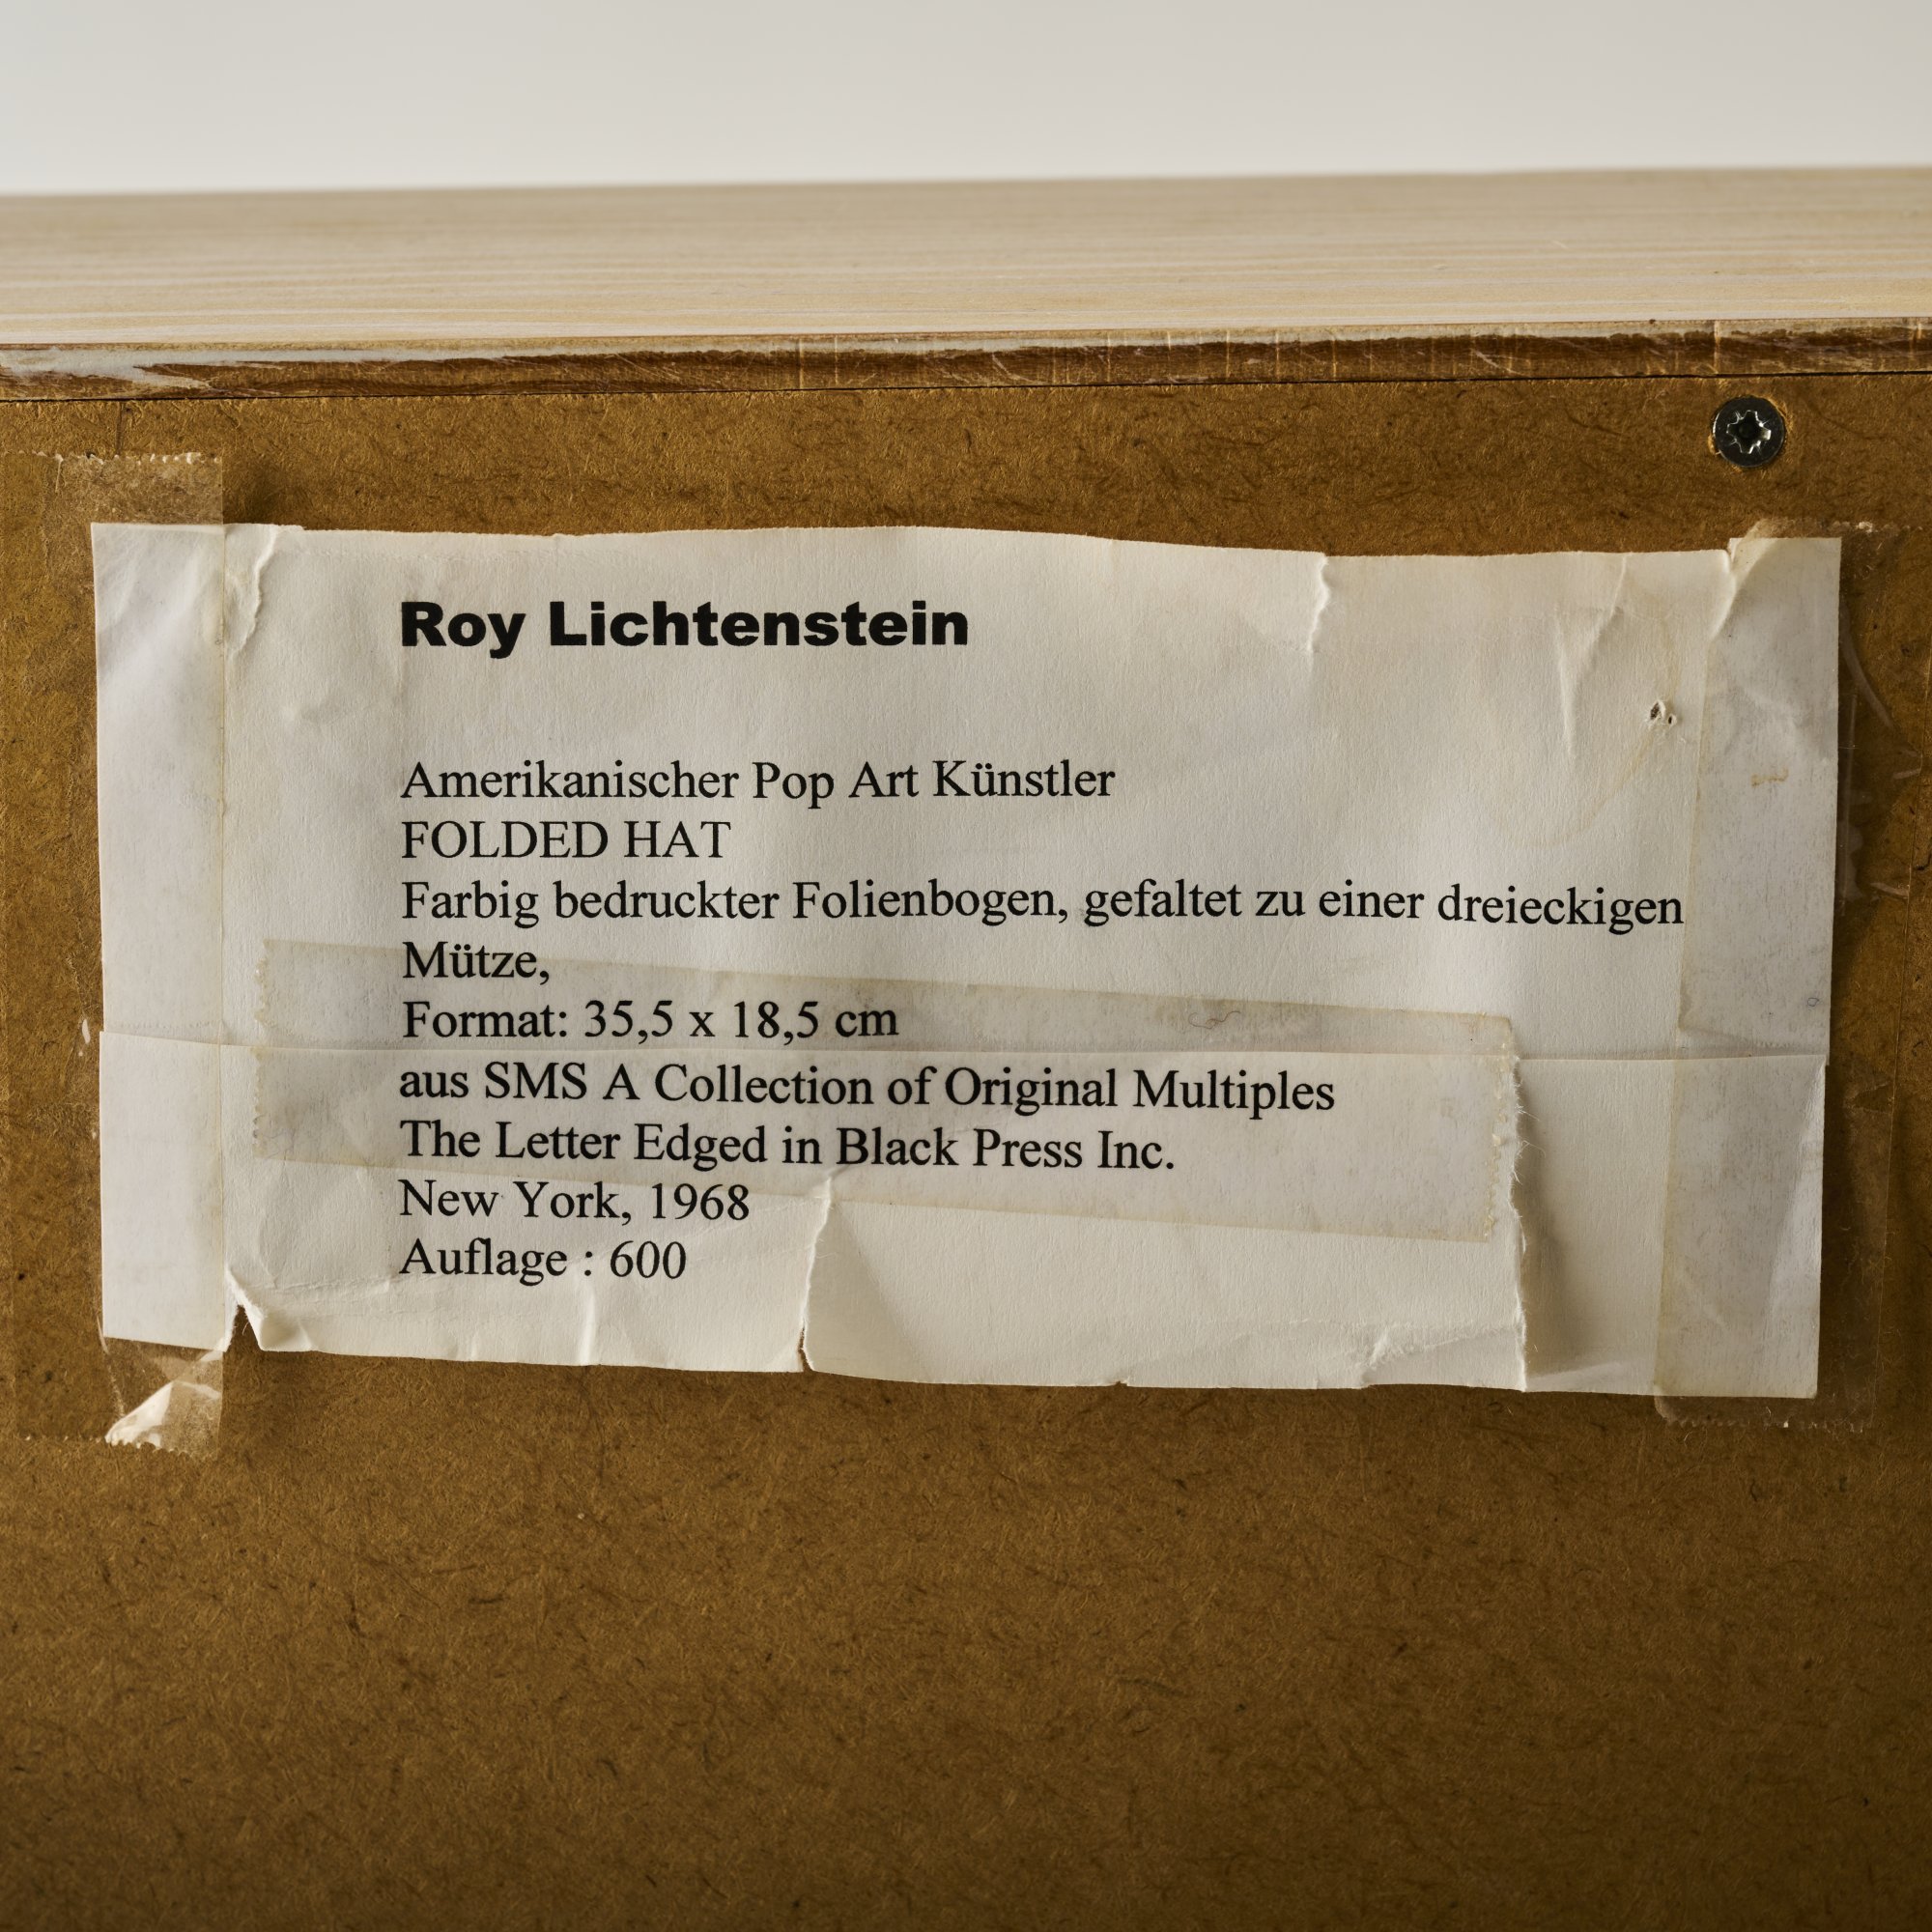 Roy Lichtenstein
Amerikanischer Pop Art Künstler
FOLDED HAT
Farbig bedruckter Folienbogen, gefaltet zu einer dreieckigen
Mütze,
Format: 35,5 x 18,5 cm
aus SMS A Collection of Original Multiples
The Letter Edged in Black Press Inc.
New York, 1968
Auflage : 600